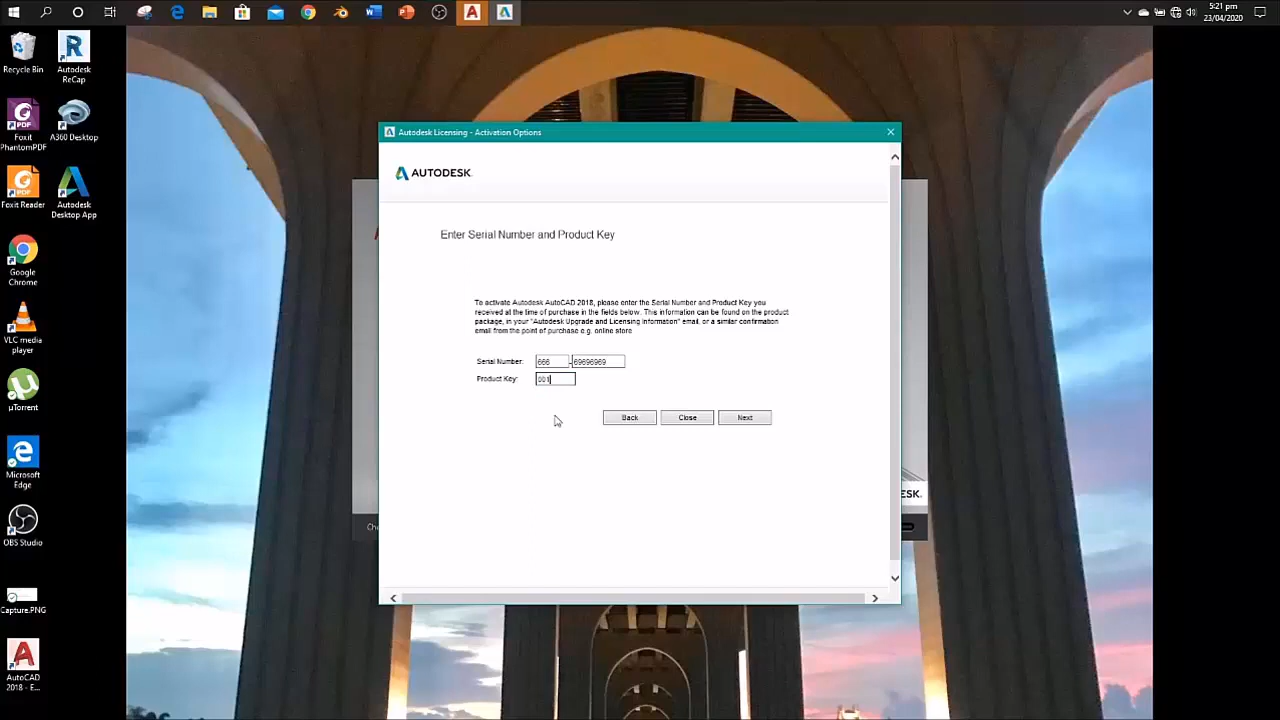 5:21 pm
23/04/2020
Recycle Bin
Autodesk
ReCap
Foxit
PhantomPDF
A360 Desktop
Foxit Reader
Autodesk
Desktop
App
Google
Chrome
VLC media
player
µTorrent
Microsoft
Edge
OBS Studio
Capture.PNG
AutoCAD
2018 - E...
Autodesk Licensing - Activation Options
AUTODESK.
Enter Serial Number and Product Key
To activate Autodesk AutoCAD 2018, please enter the Serial Number and Product Key you
received at the time of purchase in the fields below. This information can be found on the product
package, in your "Autodesk Upgrade and Licensing Information" email, or a similar confirmation
email from the point of purchase e.g. online store
Serial Number: 666 - 69696969
Product Key: 001
Back Close Next
ESK.
Ch